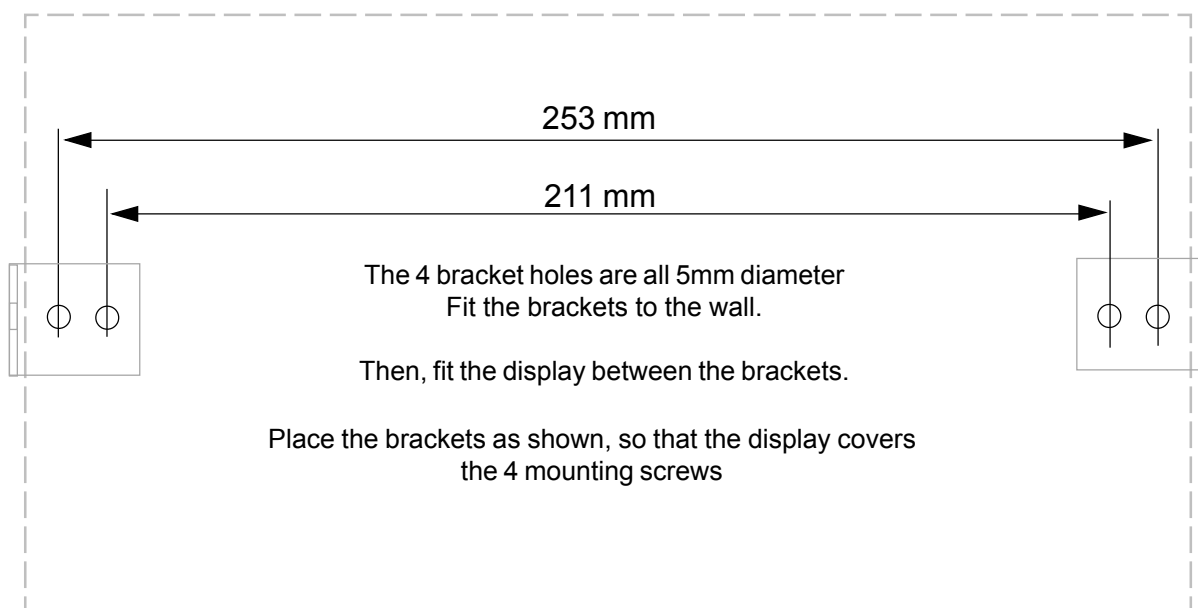 253 mm
211 mm
The 4 bracket holes are all 5mm diameter
Fit the brackets to the wall.
Then, fit the display between the brackets.
Place the brackets as shown, so that the display covers
the 4 mounting screws